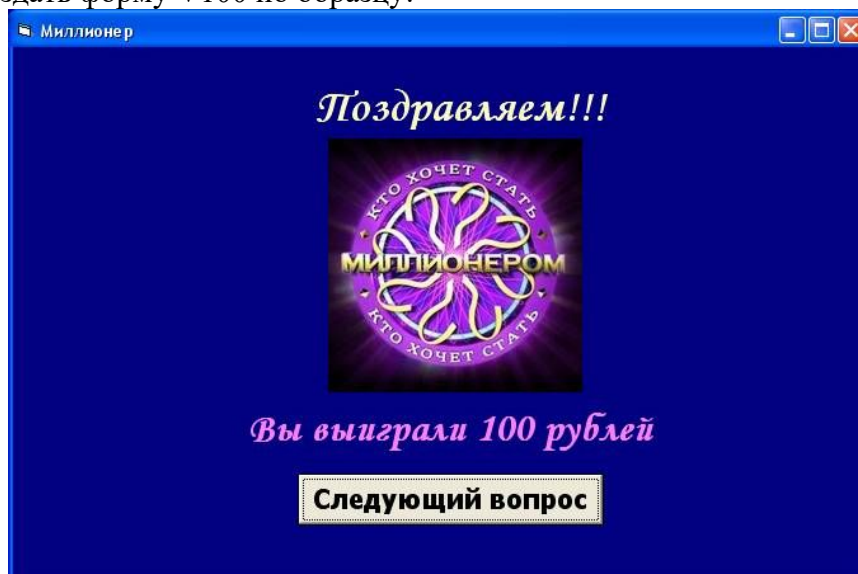 здать форму V100 по образцу:
Миллионер
Поздравляем!!!
КТО ХОЧЕТ СТАТЬ
МИЛЛИОНЕРОМ
КТО ХОЧЕТ СТАТЬ
Вы выиграли 100 рублей
Следующий вопрос